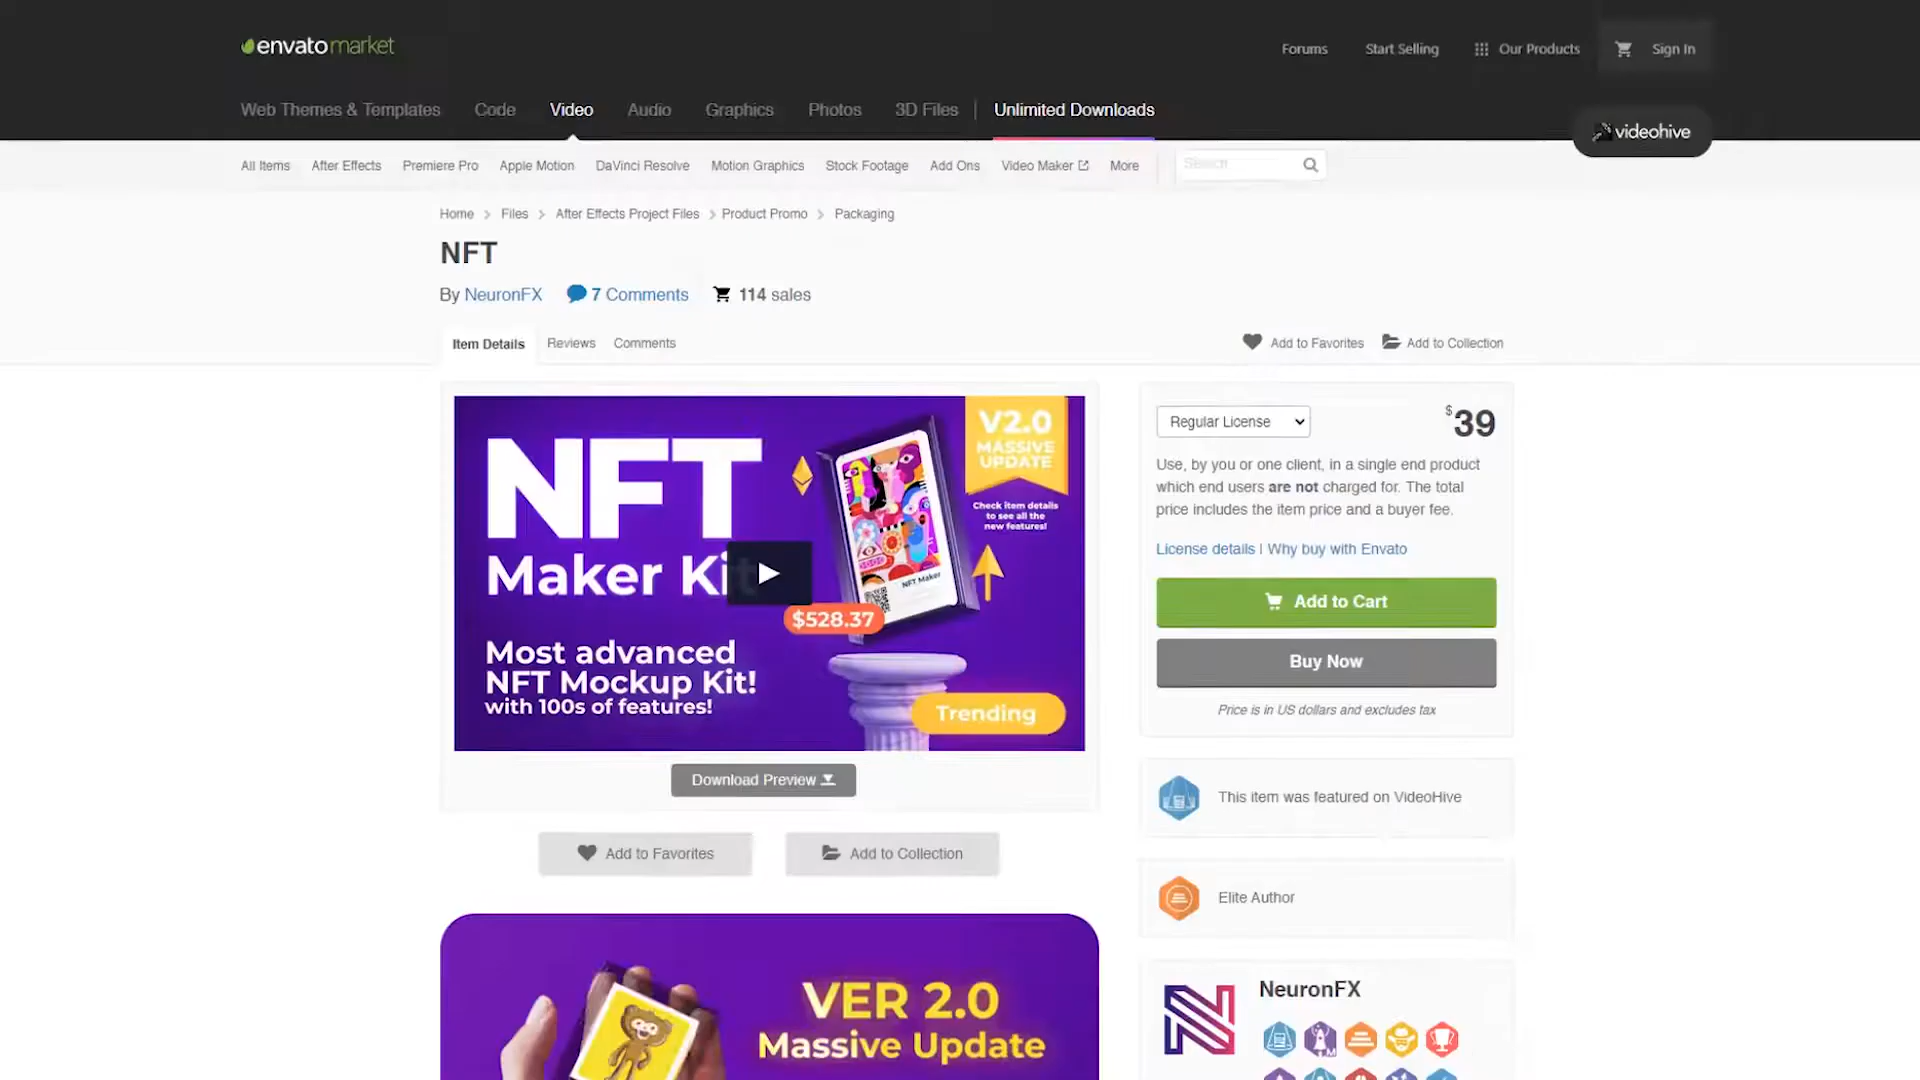 envato market
Forums
Start Selling
Our Products
Sign In
Web Themes & Templates
Code
Video
Audio
Graphics
Photos
3D Files
Unlimited Downloads
videohive
All Items
After Effects
Premiere Pro
Apple Motion
DaVinci Resolve
Motion Graphics
Stock Footage
Add Ons
Video Maker
More
Search
Home > Files > After Effects Project Files > Product Promo > Packaging
NFT
By NeuronFX
7 Comments
114 sales
Item Details
Reviews
Comments
Add to Favorites
Add to Collection
NFT
Maker Kit
Most advanced
NFT Mockup Kit!
with 100s of features!
V2.0
MASSIVE
UPDATE
Check item details
to see all the
new features!
NFT Maker
$528.37
Trending
Download Preview
Add to Favorites
Add to Collection
VER 2.0
Massive Update
Regular License
$39
Use, by you or one client, in a single end product
which end users are not charged for. The total
price includes the item price and a buyer fee.
License details | Why buy with Envato
Add to Cart
Buy Now
Price is in US dollars and excludes tax
This item was featured on VideoHive
Elite Author
NeuronFX